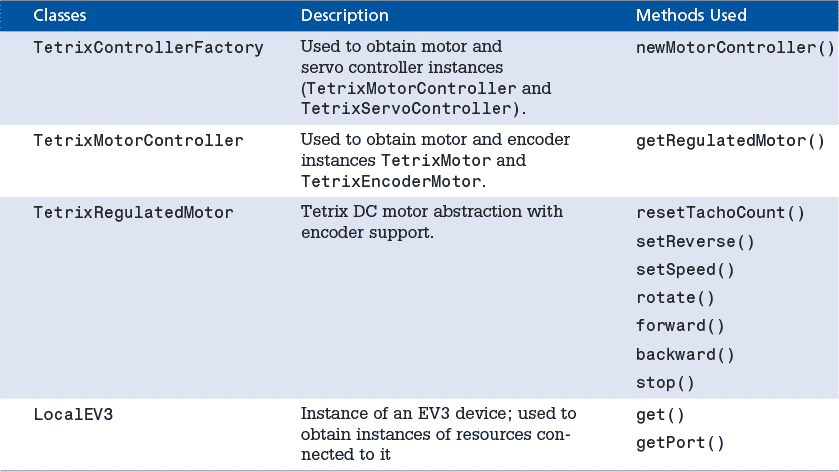 Classes Description Methods Used
TetrixControllerFactory Used to obtain motor and newMotorController()
servo controller instances
(TetrixMotorController and
TetrixServoController).
TetrixMotorController Used to obtain motor and encoder getRegulatedMotor()
instances TetrixMotor and
TetrixEncoderMotor.
TetrixRegulatedMotor Tetrix DC motor abstraction with resetTachoCount()
encoder support.
setReverse()
setSpeed()
rotate()
forward()
backward()
stop()
LocalEV3 Instance of an EV3 device; used to get()
obtain instances of resources con-
getPort()
nected to it